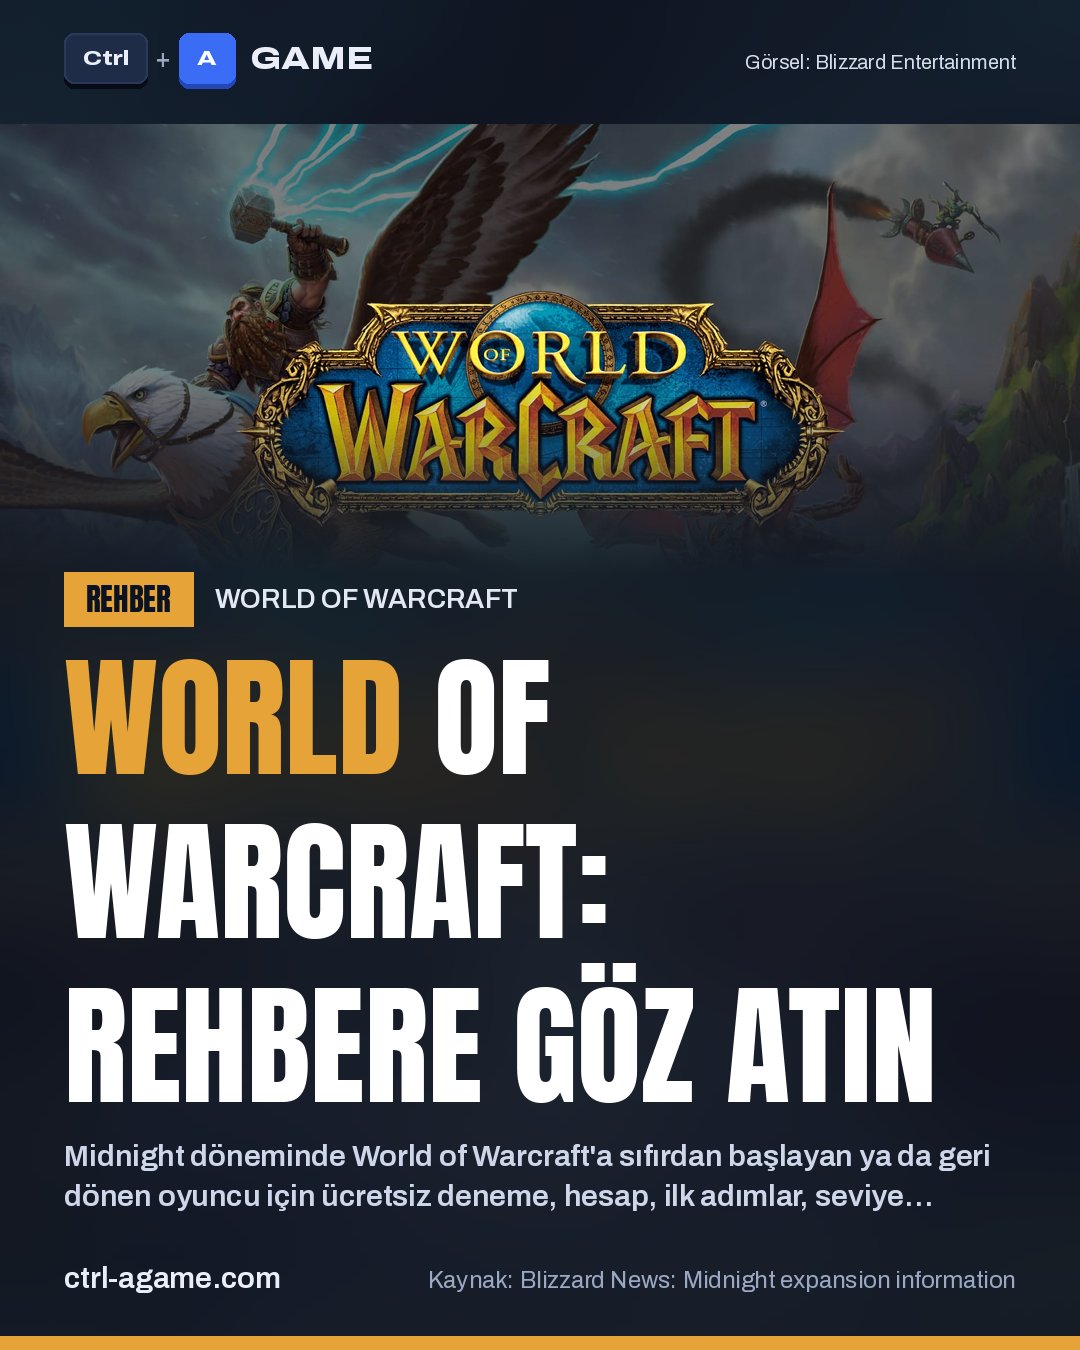 Ctrl + A GAME
Görsel: Blizzard Entertainment
WORLD OF
WARCRAFT®
REHBER WORLD OF WARCRAFT
WORLD OF
WARCRAFT:
REHBERE GÖZ ATIN
Midnight döneminde World of Warcraft'a sıfırdan başlayan ya da geri
dönen oyuncu için ücretsiz deneme, hesap, ilk adımlar, seviye...
ctrl-agame.com
Kaynak: Blizzard News: Midnight expansion information